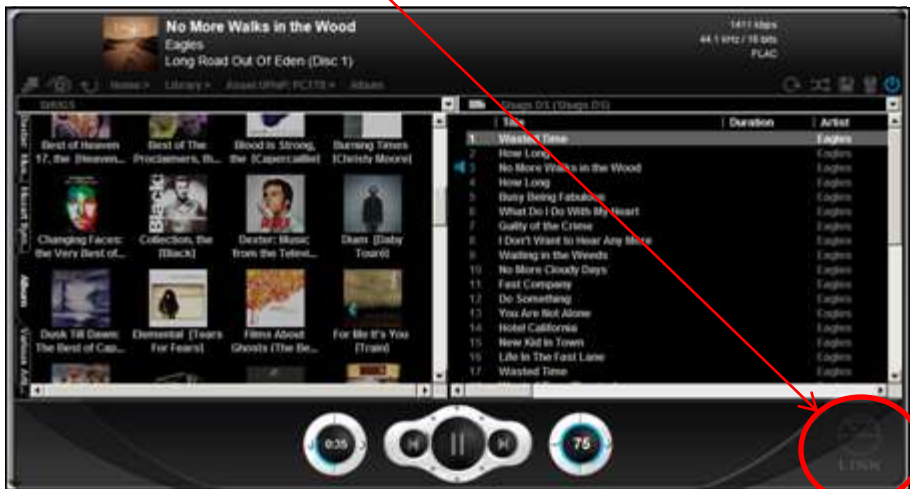 No More Walks in the Wood
Eagles
Long Road Out Of Eden (Disc 1)
1411 kbps
44.1 kHz / 16 bits
FLAC
Home>
Library>
Album
Title
Duration
Artist
Best of Heaven
17, the (Heaven...
Best of The
Proclaimers, th...
Blood is Strong,
the (Capercaillie)
Burning Times
(Christy Moore)
Changing Faces:
the Very Best of...
Collection, the
(Black)
Dexter: Music
from the Televi...
Diam (Daby
Touré)
Dusk Till Dawn:
The Best of Cap...
Elemental (Tears
For Fears)
Films About
Ghosts (The Be...
For Me It's You
(Train)
Album
1 Wasted Time Eagles
2 How Long Eagles
3 No More Walks in the Wood Eagles
4 How Long Eagles
5 Busy Being Fabulous Eagles
6 What Do I Do With My Heart Eagles
7 Guilty of the Crime Eagles
8 I Don't Want to Hear Any More Eagles
9 Waiting in the Weeds Eagles
10 No More Cloudy Days Eagles
11 Fast Company Eagles
12 Do Something Eagles
13 You Are Not Alone Eagles
14 Hotel California Eagles
15 New Kid In Town Eagles
16 Life In The Fast Lane Eagles
17 Wasted Time Eagles
0:35
75
LINN